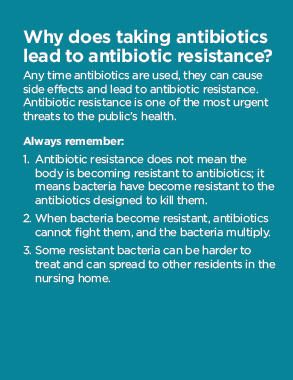 Why does taking antibiotics
lead to antibiotic resistance?
Any time antibiotics are used, they can cause
side effects and lead to antibiotic resistance.
Antibiotic resistance is one of the most urgent
threats to the public’s health.
Always remember:
1. Antibiotic resistance does not mean the
body is becoming resistant to antibiotics; it
means bacteria have become resistant to the
antibiotics designed to kill them.
2. When bacteria become resistant, antibiotics
cannot fight them, and the bacteria multiply.
3. Some resistant bacteria can be harder to
treat and can spread to other residents in the
nursing home.